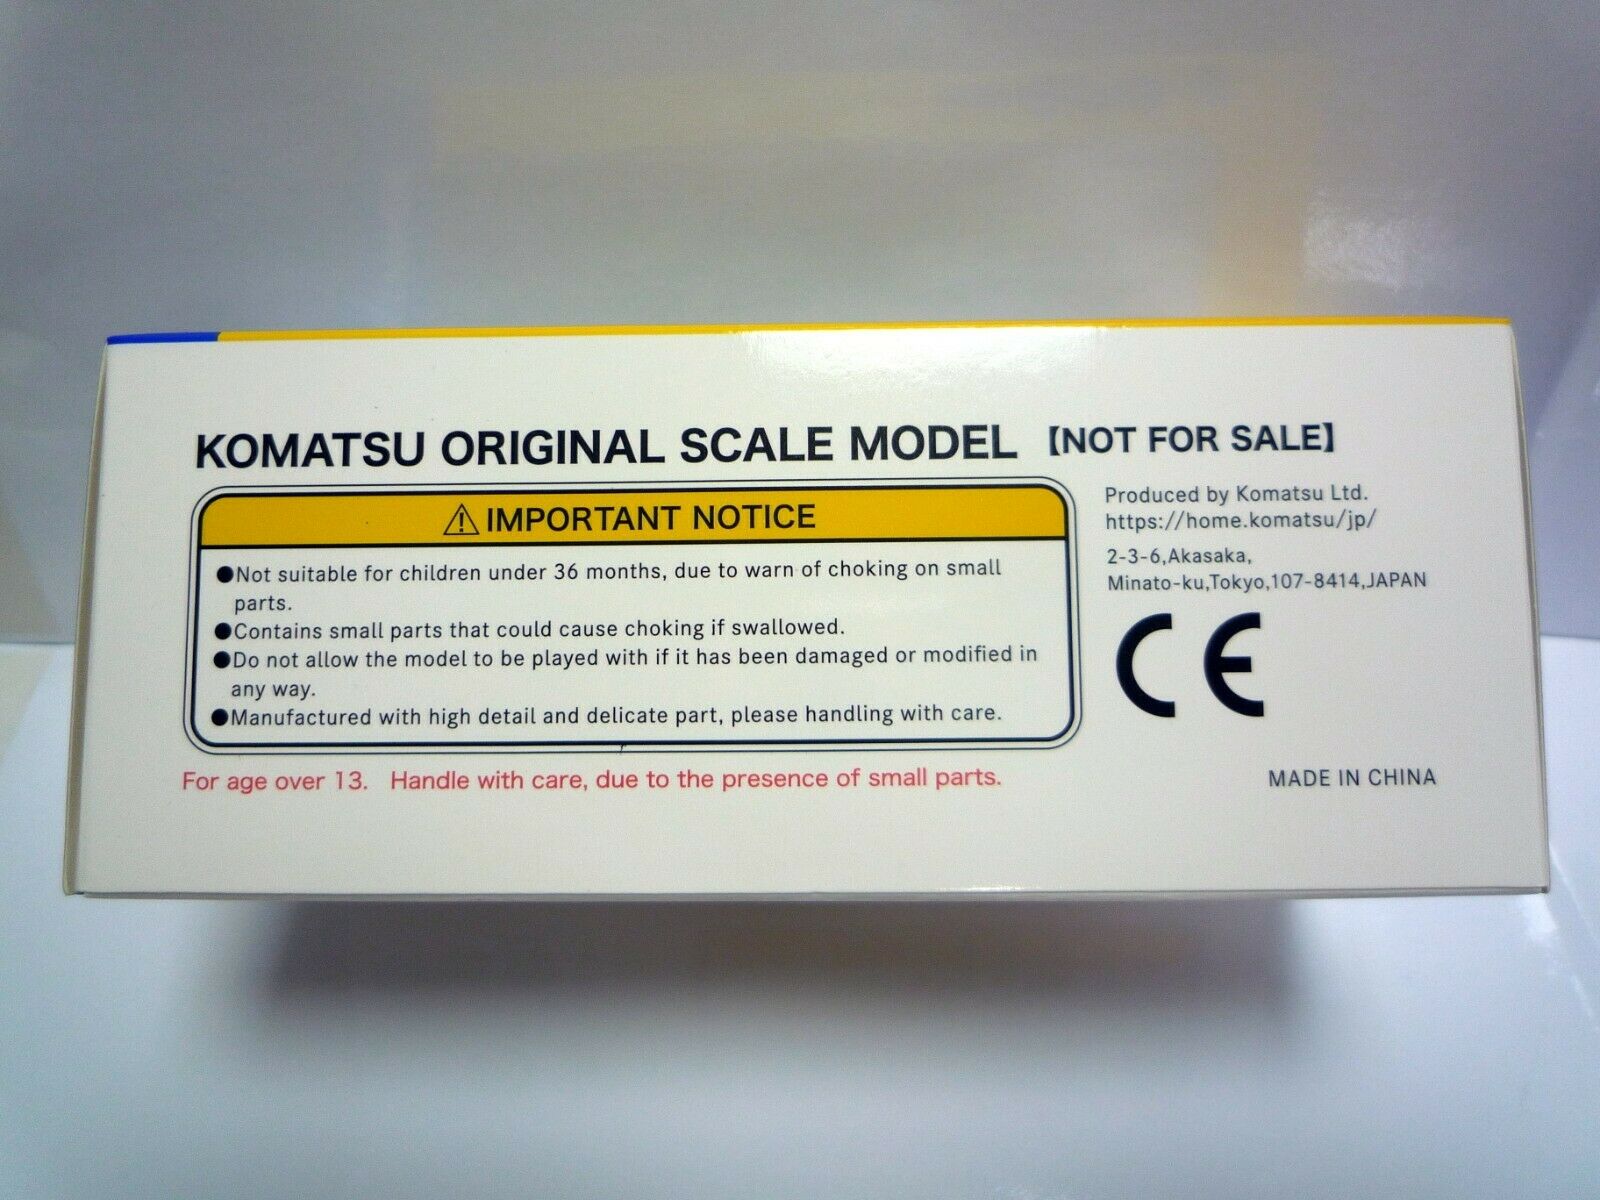 KOMATSU ORIGINAL SCALE MODEL【NOT FOR SALE】
⚠IMPORTANT NOTICE
●Not suitable for children under 36 months, due to warn of choking on small
parts.
●Contains small parts that could cause choking if swallowed.
●Do not allow the model to be played with if it has been damaged or modified in
any way.
●Manufactured with high detail and delicate part, please handling with care.
For age over 13. Handle with care, due to the presence of small parts.
Produced by Komatsu Ltd.
https://home.komatsu/jp/
2-3-6,Akasaka,
Minato-ku,Tokyo,107-8414,JAPAN
CE
MADE IN CHINA